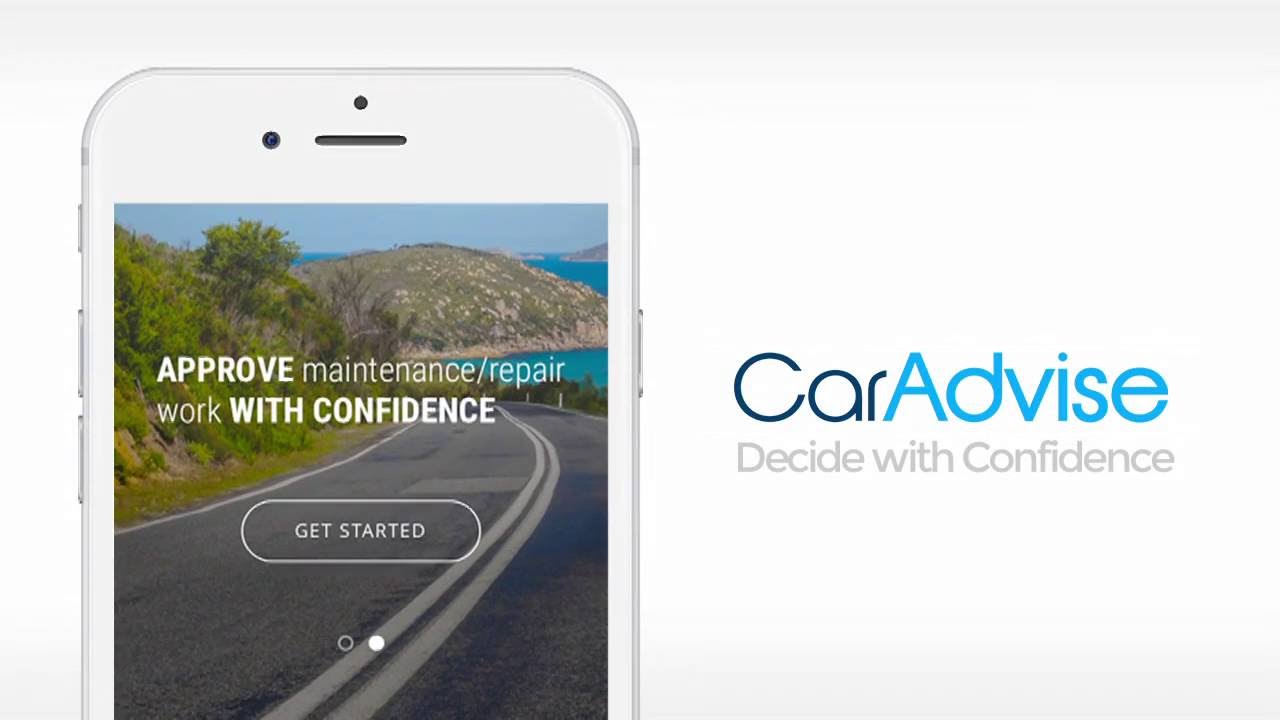 APPROVE maintenance/repair
work WITH CONFIDENCE
GET STARTED
CarAdvise
Decide with Confidence